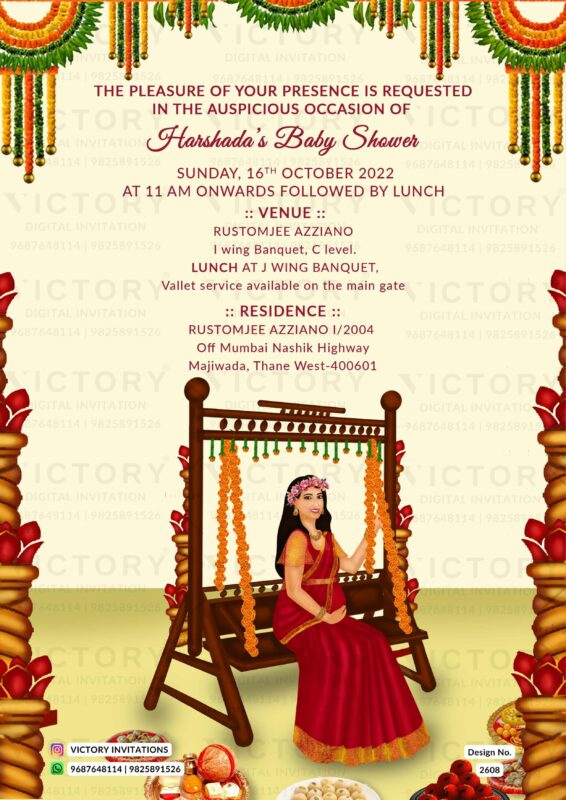 THE PLEASURE OF YOUR PRESENCE IS REQUESTED
IN THE AUSPICIOUS OCCASION OF
Harshada's Baby Shower
SUNDAY, 16TH OCTOBER 2022
AT 11 AM ONWARDS FOLLOWED BY LUNCH
:: VENUE ::
RUSTOMJEE AZZIANO
I wing Banquet, C level.
LUNCH AT J WING BANQUET,
Vallet service available on the main gate
:: RESIDENCE ::
RUSTOMJEE AZZIANO I/2004
Off Mumbai Nashik Highway
Majiwada, Thane West-400601
VICTORY INVITATIONS
9687648114 | 9825891526
Design No.
2608
VICTORY
DIGITAL INVITATION
9687648114 | 9825891526